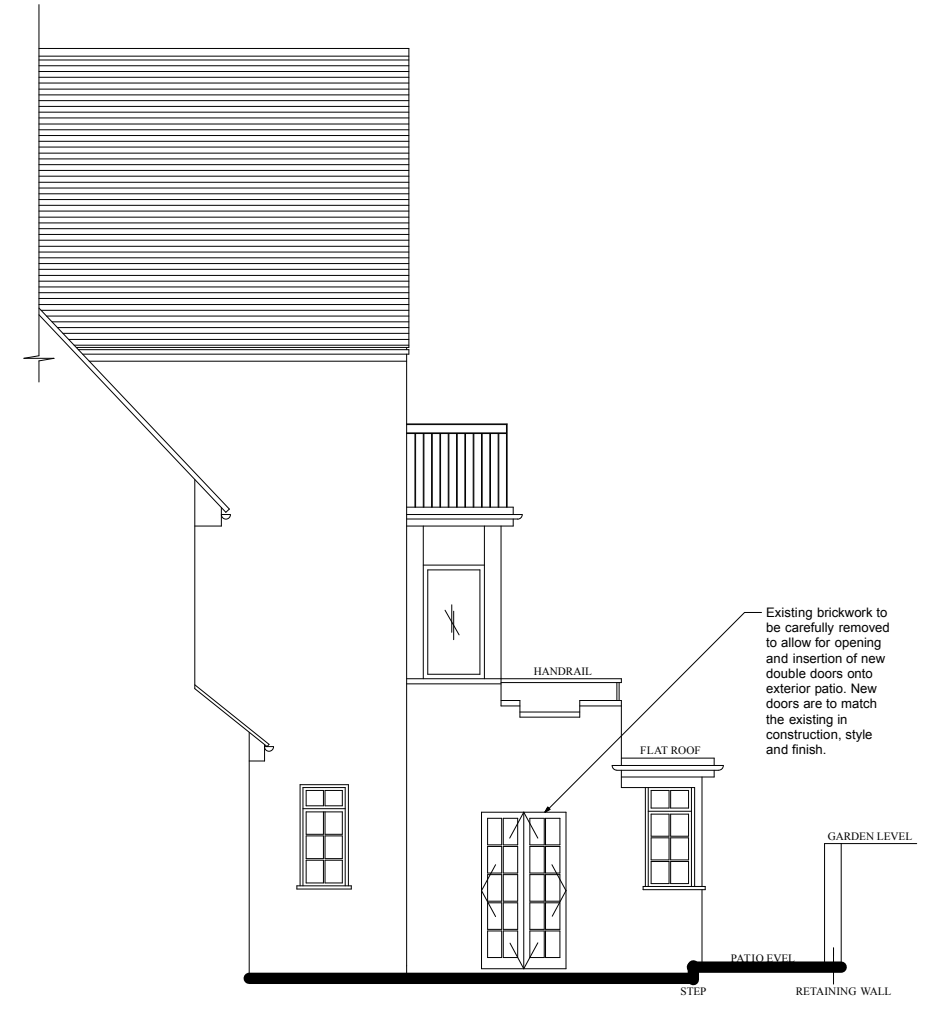 Existing brickwork to
be carefully removed
to allow for opening
and insertion of new
double doors onto
exterior patio. New
doors are to match
the existing in
construction, style
and finish.
HANDRAIL
FLAT ROOF
GARDEN LEVEL
PATIO EVEL
STEP
RETAINING WALL